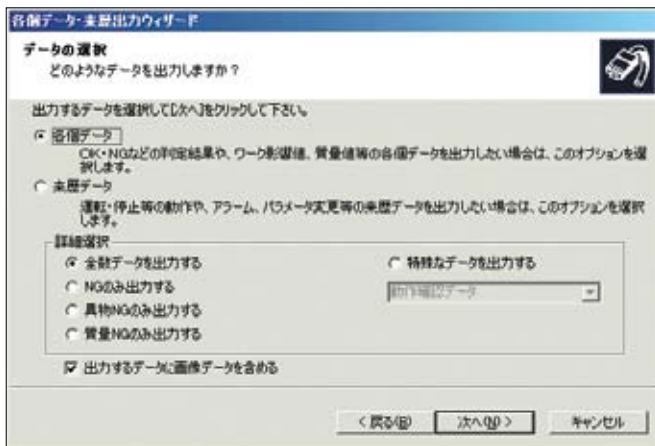 各個データ・来歴出力ウィザード
データの選択
どのようなデータを出力しますか？
出力するデータを選択して[次へ]をクリックして下さい。
各個データ
OK・NGなどの判定結果や、ワーク影響値、質量値等の各個データを出力したい場合は、このオプションを選
択します。
来歴データ
運転・停止等の動作や、アラーム、パラメータ変更等の来歴データを出力したい場合は、このオプションを選択
します。
詳細選択
全数データを出力する
特殊なデータを出力する
NGのみ出力する
動作確認データ
異物NGのみ出力する
質量NGのみ出力する
出力するデータに画像データを含める
< 戻る(B)
次へ(N) >
キャンセル